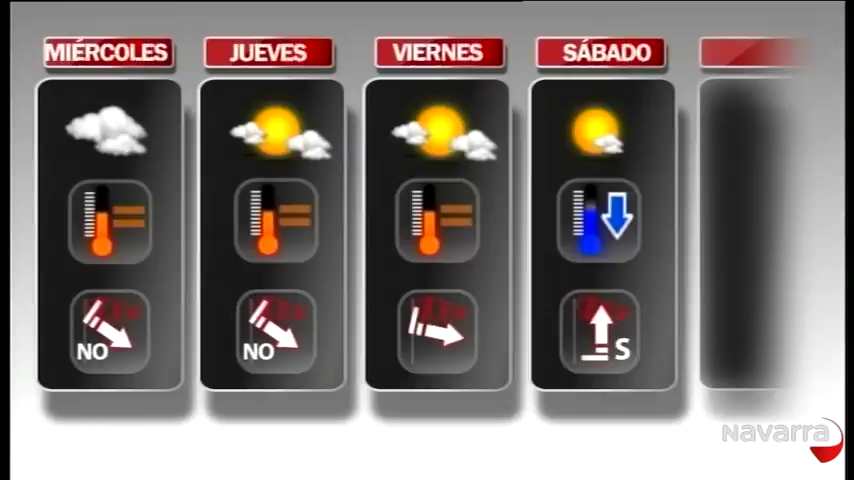 MIÉRCOLES
JUEVES
VIERNES
SÁBADO
NO
NO
S
Navarra